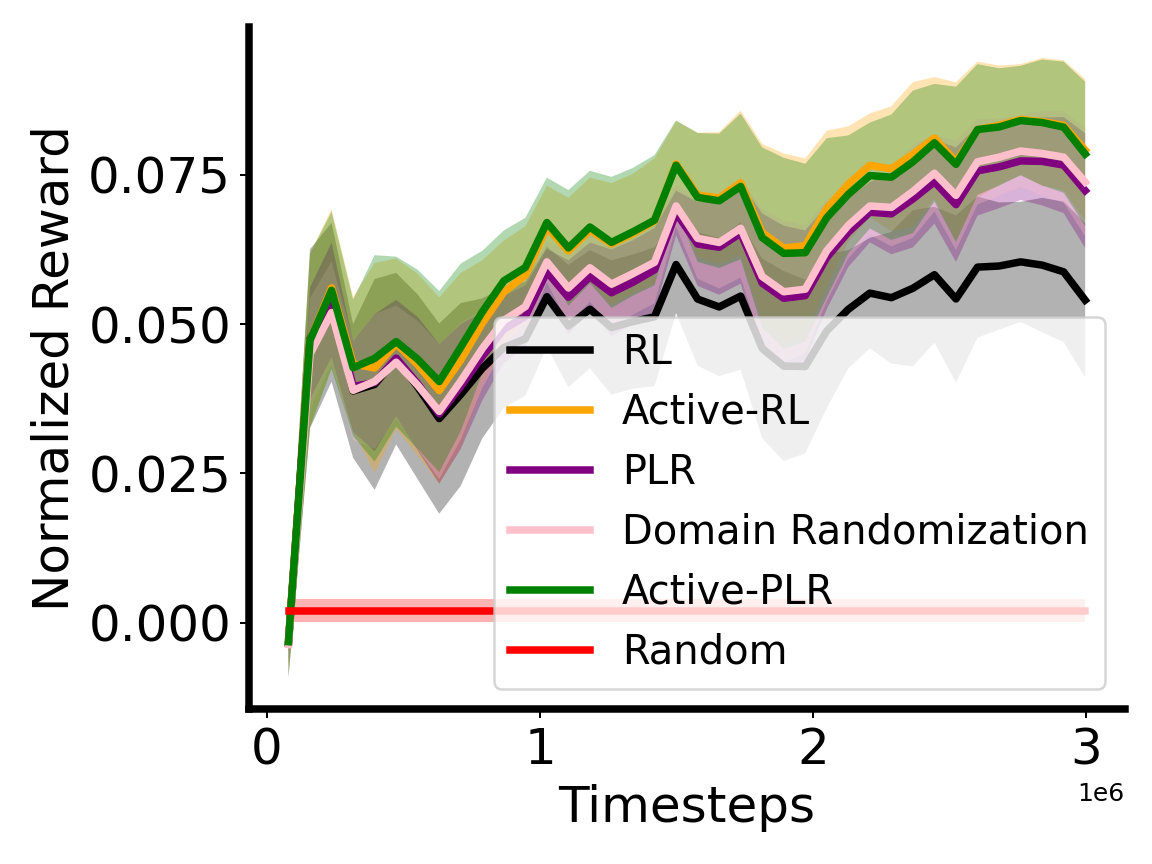 Normalized Reward
0.075
0.050
0.025
0.000
RL
Active-RL
PLR
Domain Randomization
Active-PLR
Random
0
1
2
3
1e6
Timesteps